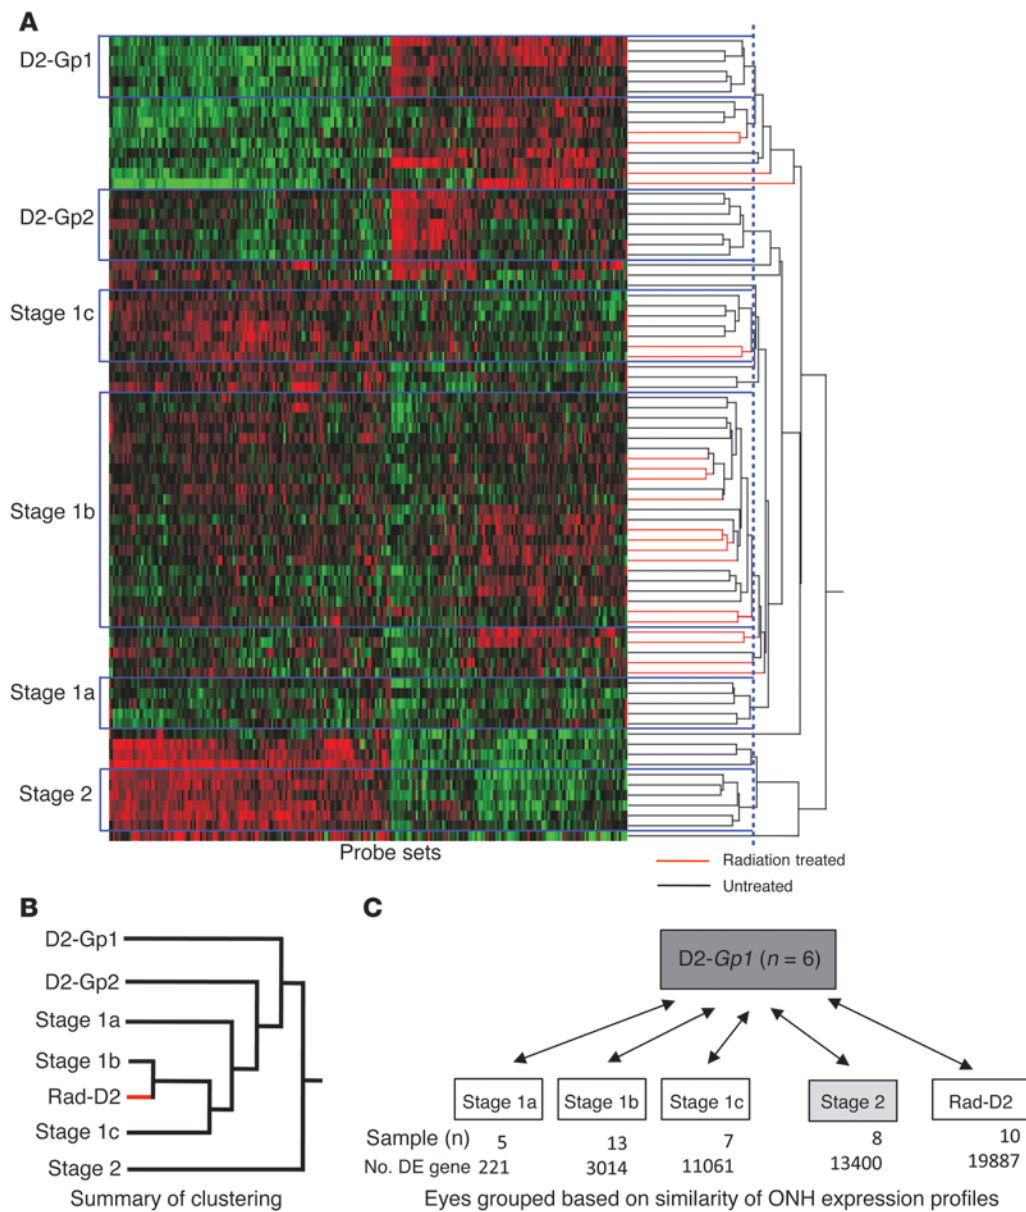 A
D2-Gp1
D2-Gp2
Stage 1c
Stage 1b
Stage 1a
Stage 2
Probe sets
Radiation treated
Untreated
B
D2-Gp1
D2-Gp2
Stage 1a
Stage 1b
Rad-D2
Stage 1c
Stage 2
Summary of clustering
C
D2-Gp1 (n = 6)
Stage 1a Stage 1b Stage 1c Stage 2 Rad-D2
Sample (n) 5 13 7 8 10
No. DE gene 221 3014 11061 13400 19887
Eyes grouped based on similarity of ONH expression profiles